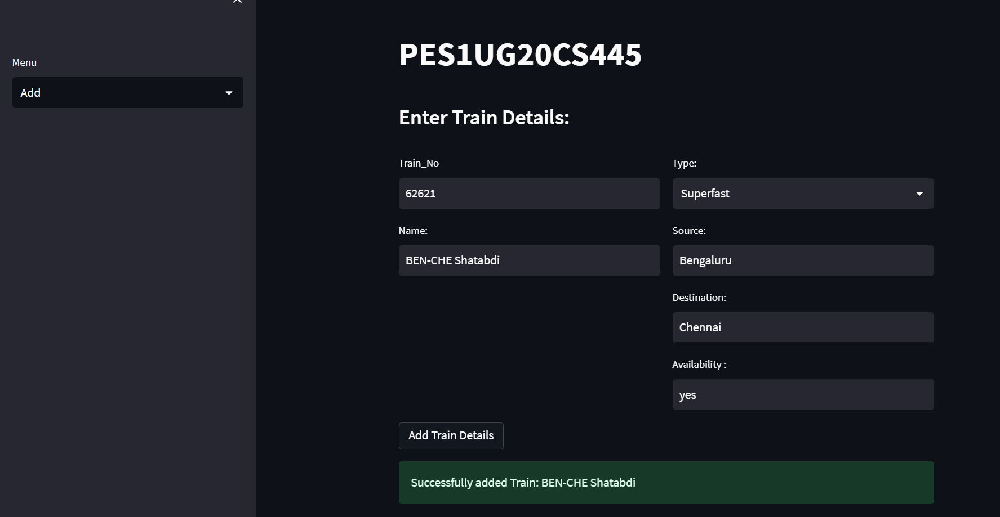 Menu
Add
PES1UG20CS445
Enter Train Details:
Train_No
62621
Type:
Superfast
Name:
BEN-CHE Shatabdi
Source:
Bengaluru
Destination:
Chennai
Availability :
yes
Add Train Details
Successfully added Train: BEN-CHE Shatabdi